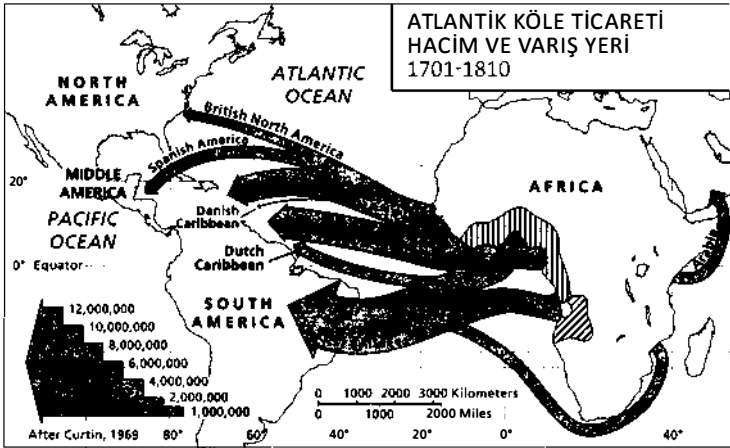 ATLANTİK KÖLE TİCARETİ
HACİM VE VARIŞ YERİ
1701-1810
NORTH
AMERICA
ATLANTIC
OCEAN
British North America
Spanish America
MIDDLE
AMERICA
20°
PACIFIC
OCEAN
Danish
Caribbean
Dutch
Caribbean
AFRICA
Arabia
0° Equator
SOUTH
AMERICA
12,000,000
10,000,000
8,000,000
6,000,000
4,000,000
2,000,000
1,000,000
0 1000 2000 3000 Kilometers
0 1000 2000 Miles
After Curtin, 1969 80° 60° 40° 20° 0° 20° 40°